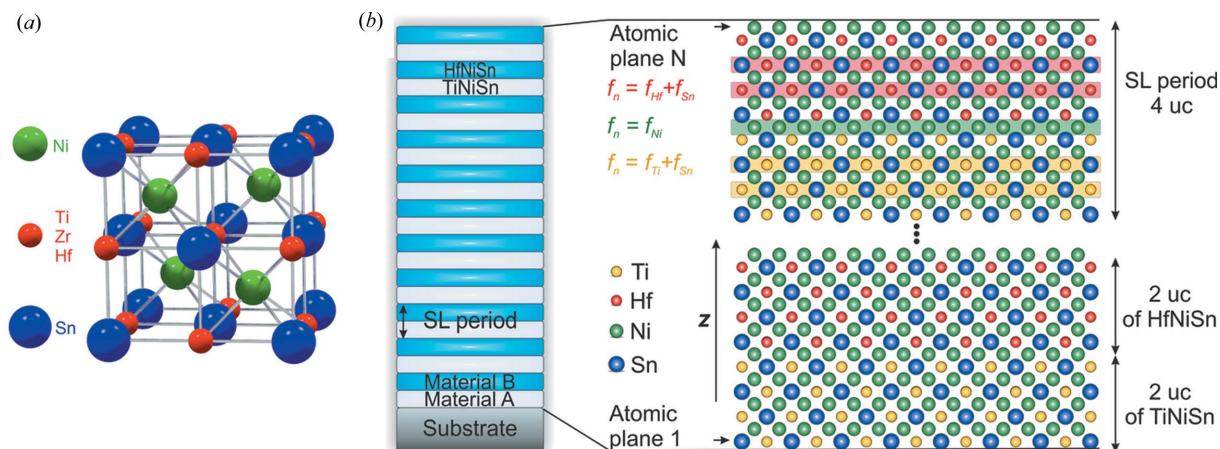 (a)
Ni
Ti
Zr
Hf
Sn
(b)
HfNiSn
TiNiSn
SL period
Material B
Material A
Substrate
Atomic
plane N
fn = fHf+fSn
fn = fNi
fn = fTi+fSn
Ti
Hf
Ni
Sn
z
Atomic
plane 1
SL period
4 uc
2 uc
of HfNiSn
2 uc
of TiNiSn